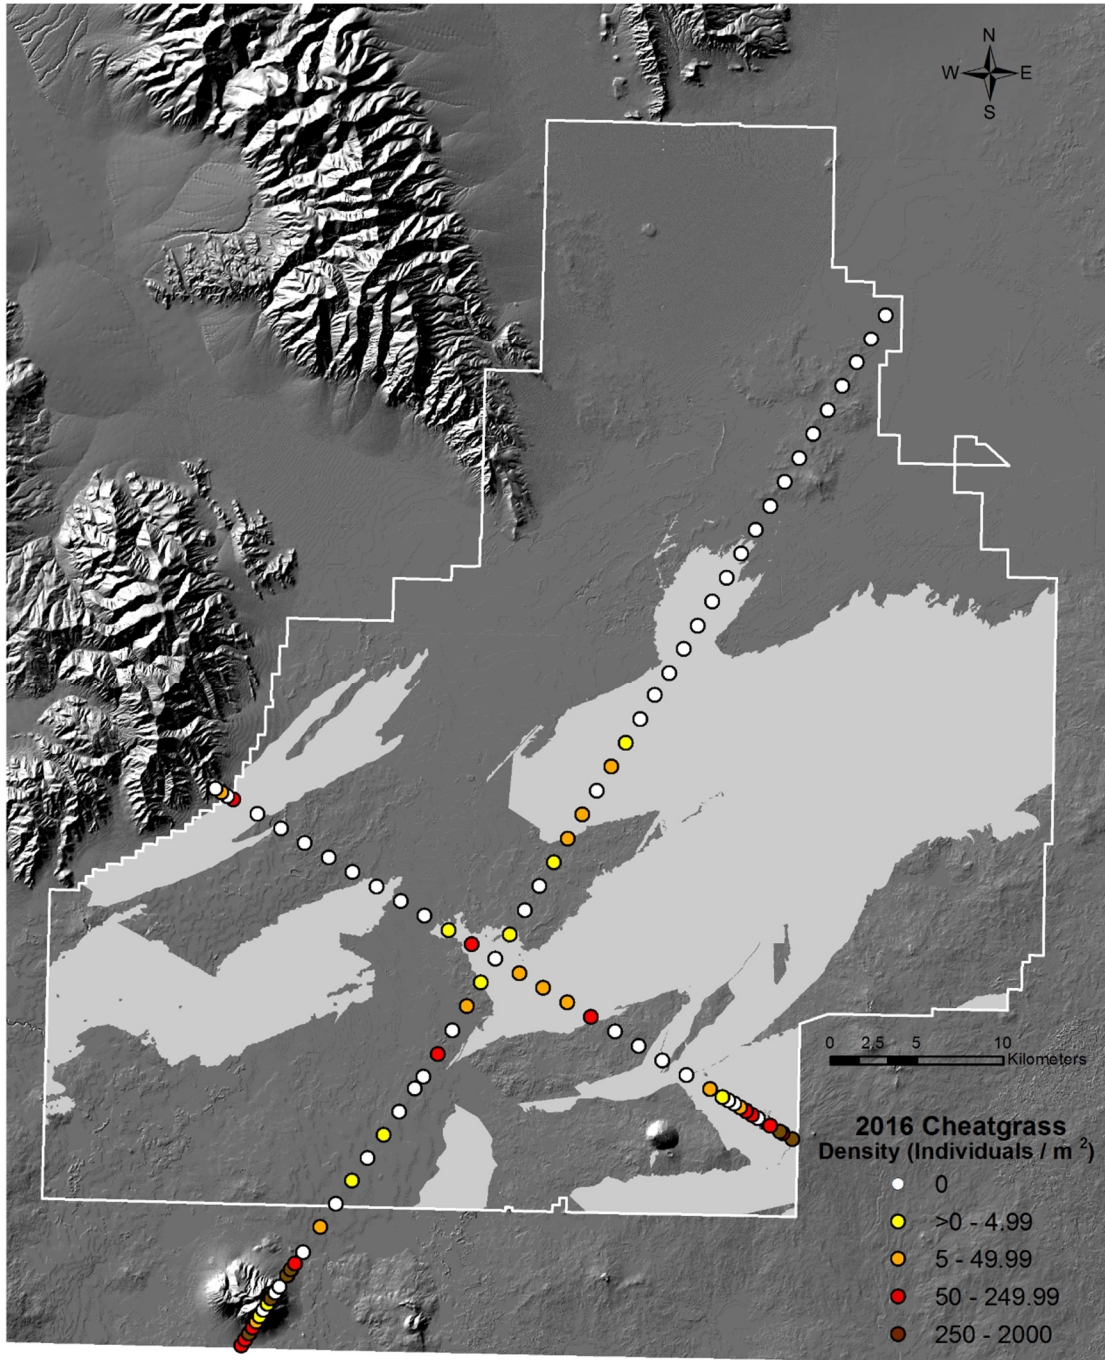 N
W E
S
0 2.5 5 10
Kilometers
2016 Cheatgrass
Density (Individuals / m 2)
0
>0 - 4.99
5 - 49.99
50 - 249.99
250 - 2000